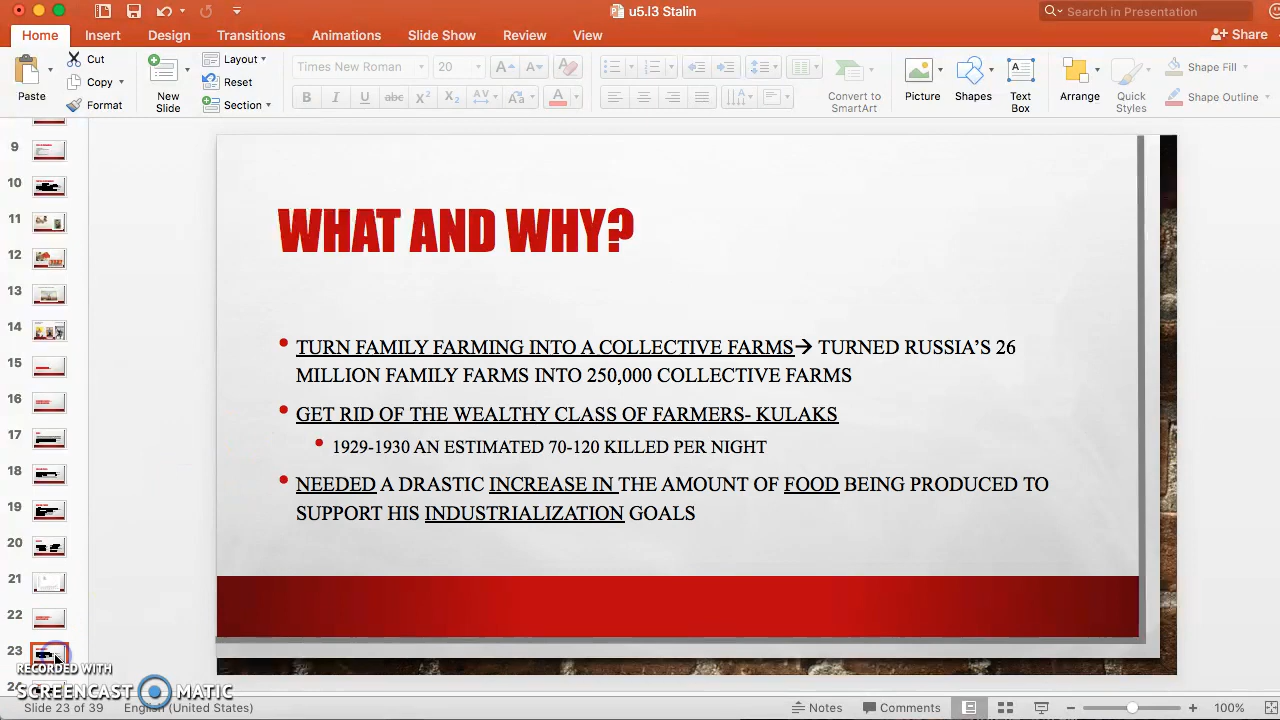 u5.l3 Stalin
Search in Presentation
Home Insert Design Transitions Animations Slide Show Review View
Share
Paste
Cut
Copy
Format
New
Slide
Layout
Reset
Section
Times New Roman 20
B I U abc X² X₂ AV Aa A
Convert to
SmartArt
Picture
Shapes
Text
Box
Arrange
Quick
Styles
Shape Fill
Shape Outline
9
10
11
12
13
14
15
16
17
18
19
20
21
22
23
WHAT AND WHY?
• TURN FAMILY FARMING INTO A COLLECTIVE FARMS→ TURNED RUSSIA'S 26
MILLION FAMILY FARMS INTO 250,000 COLLECTIVE FARMS
• GET RID OF THE WEALTHY CLASS OF FARMERS- KULAKS
• 1929-1930 AN ESTIMATED 70-120 KILLED PER NIGHT
• NEEDED A DRASTIC INCREASE IN THE AMOUNT OF FOOD BEING PRODUCED TO
SUPPORT HIS INDUSTRIALIZATION GOALS
RECORDED WITH
SCREENCAST MATIC
Slide 23 of 39 English (United States)
Notes Comments 100%